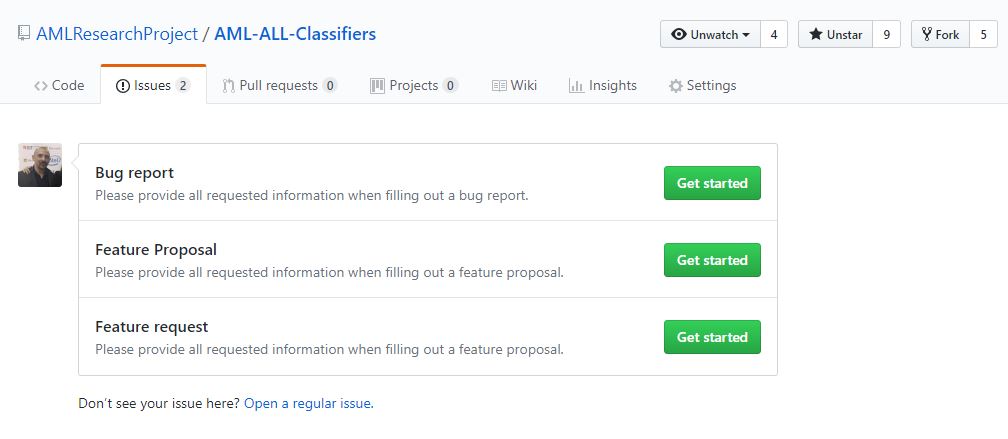 AMLResearchProject / AML-ALL-Classifiers Unwatch 4 Unstar 9 Fork 5
Code Issues 2 Pull requests 0 Projects 0 Wiki Insights Settings
Bug report
Please provide all requested information when filling out a bug report.
Get started
Feature Proposal
Please provide all requested information when filling out a feature proposal.
Get started
Feature request
Please provide all requested information when filling out a feature proposal.
Get started
Don’t see your issue here? Open a regular issue.